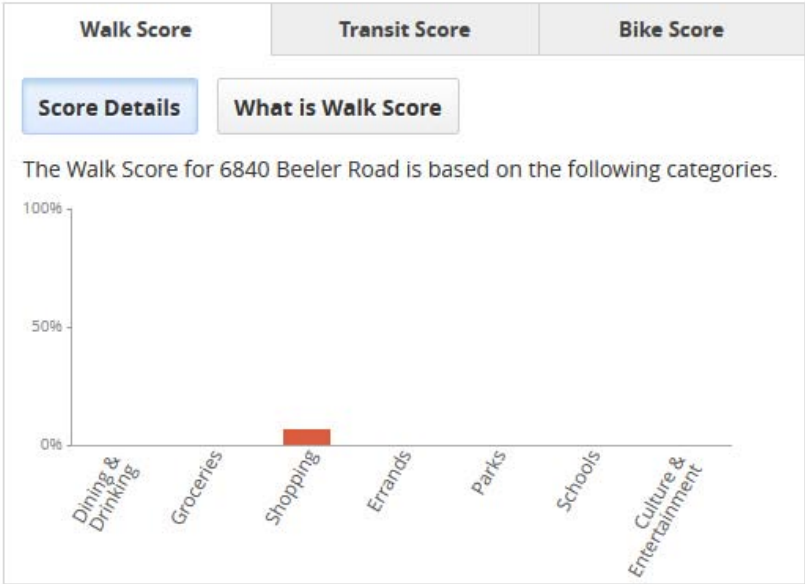 Walk Score
Transit Score
Bike Score
Score Details
What is Walk Score
The Walk Score for 6840 Beeler Road is based on the following categories.
100%
50%
0%
Dining &
Drinking
Groceries
Shopping
Errands
Parks
Schools
Culture &
Entertainment